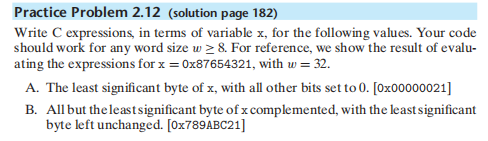 Practice Problem 2.12 (solution page 182)
Write C expressions, in terms of variable x, for the following values. Your code
should work for any word size w ≥ 8. For reference, we show the result of evalu-
ating the expressions for x = 0x87654321, with w = 32.
A. The least significant byte of x, with all other bits set to 0. [0x00000021]
B. All but the least significant byte of x complemented, with the least significant
byte left unchanged. [0x789ABC21]